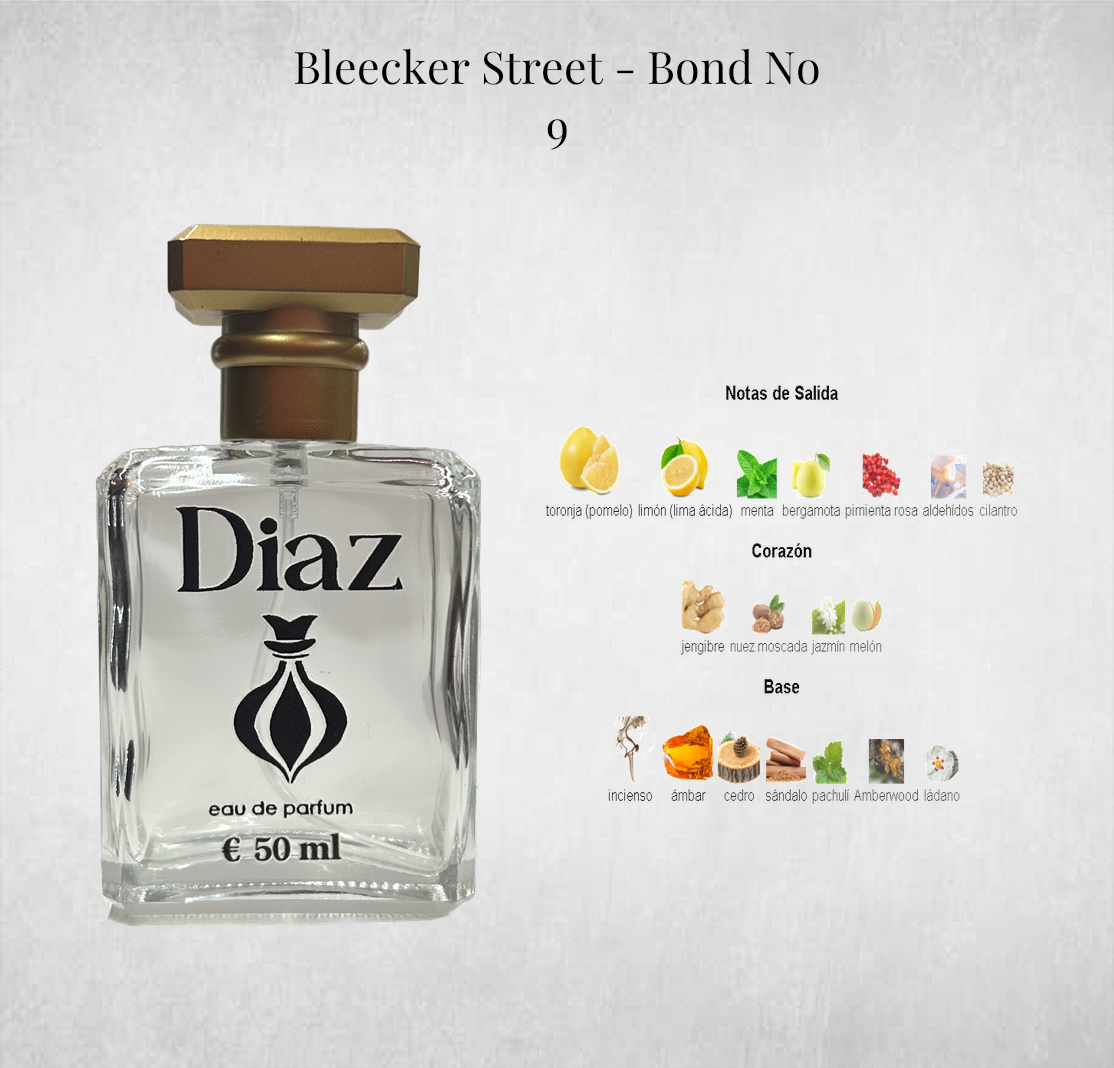 Bleecker Street - Bond No
9
Diaz
eau de parfum
€ 50 ml
Notas de Salida
toronja (pomelo) limón (lima ácida) menta bergamota pimienta rosa aldehídos cilantro
Corazón
jengibre nuez moscada jazmín melón
Base
incienso ámbar cedro sándalo pachulí Amberwood ládano